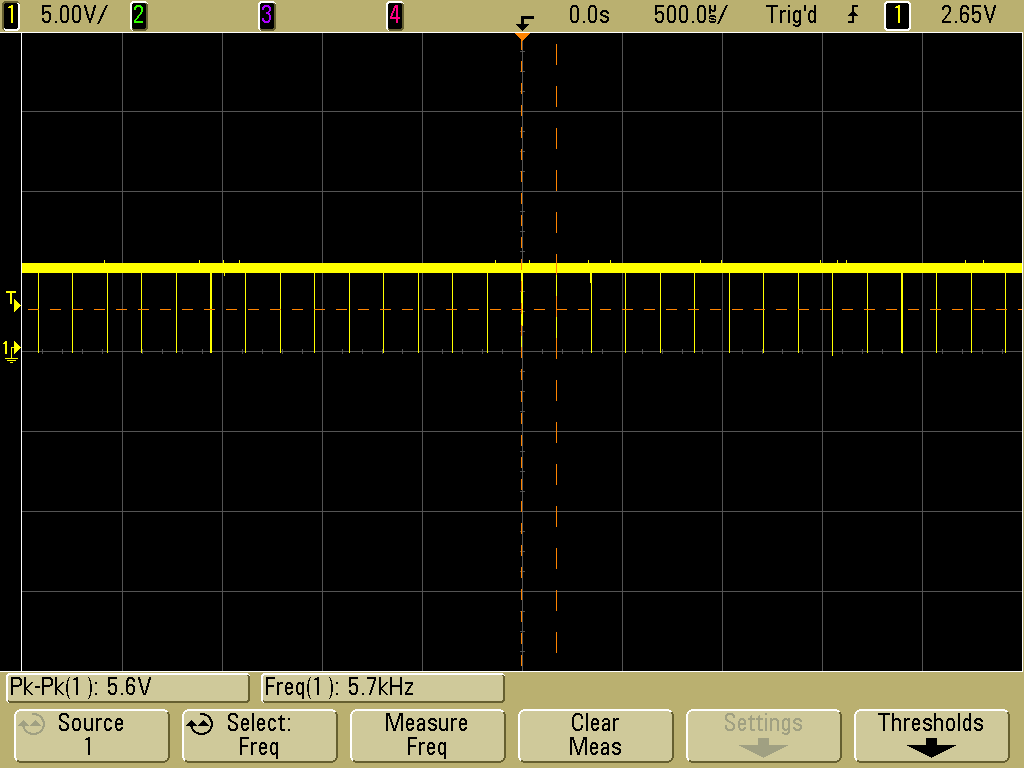 1 5.00V/ 2 3 4 0.0s 500.0µs/ Trig'd 1 2.65V
T
1
Pk-Pk(1): 5.6V Freq(1): 5.7kHz
Source Select: Measure Clear Settings Thresholds
1 Freq Freq Meas